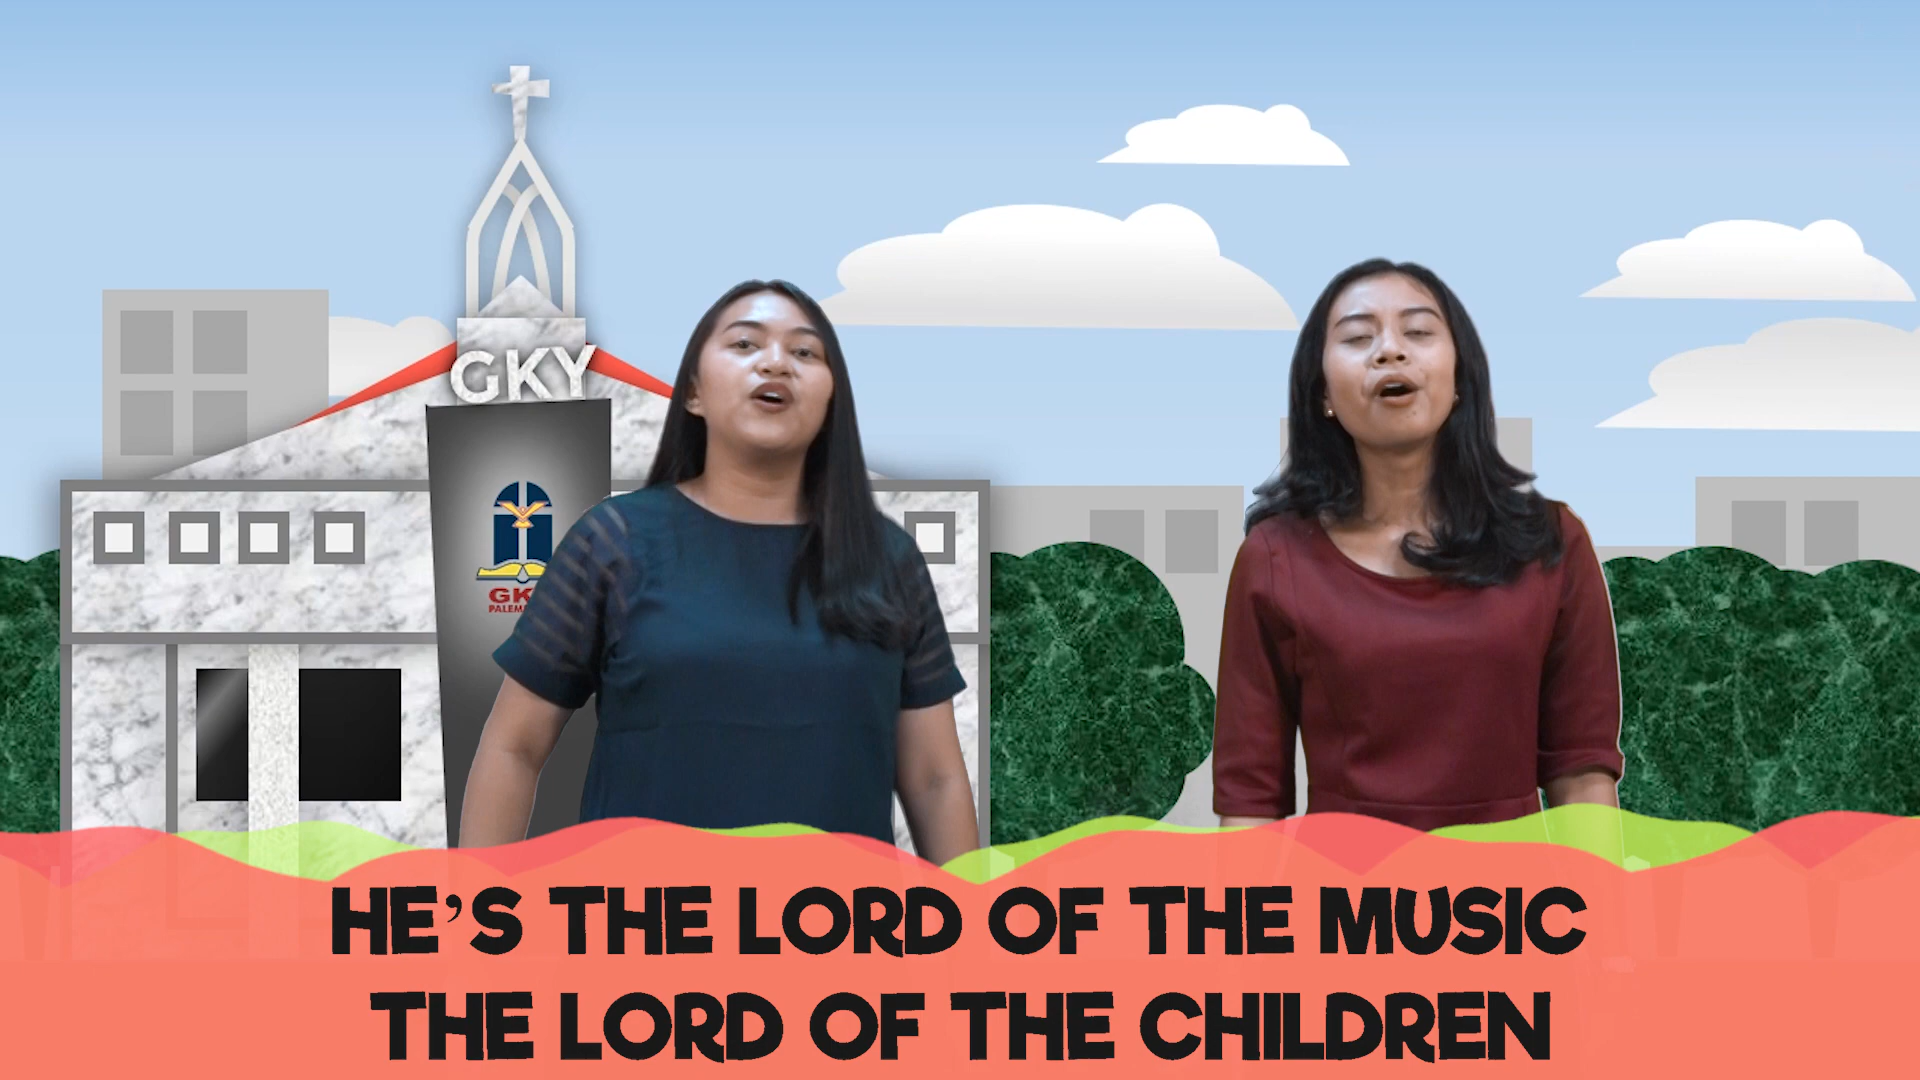 GKY
HE'S THE LORD OF THE MUSIC
THE LORD OF THE CHILDREN